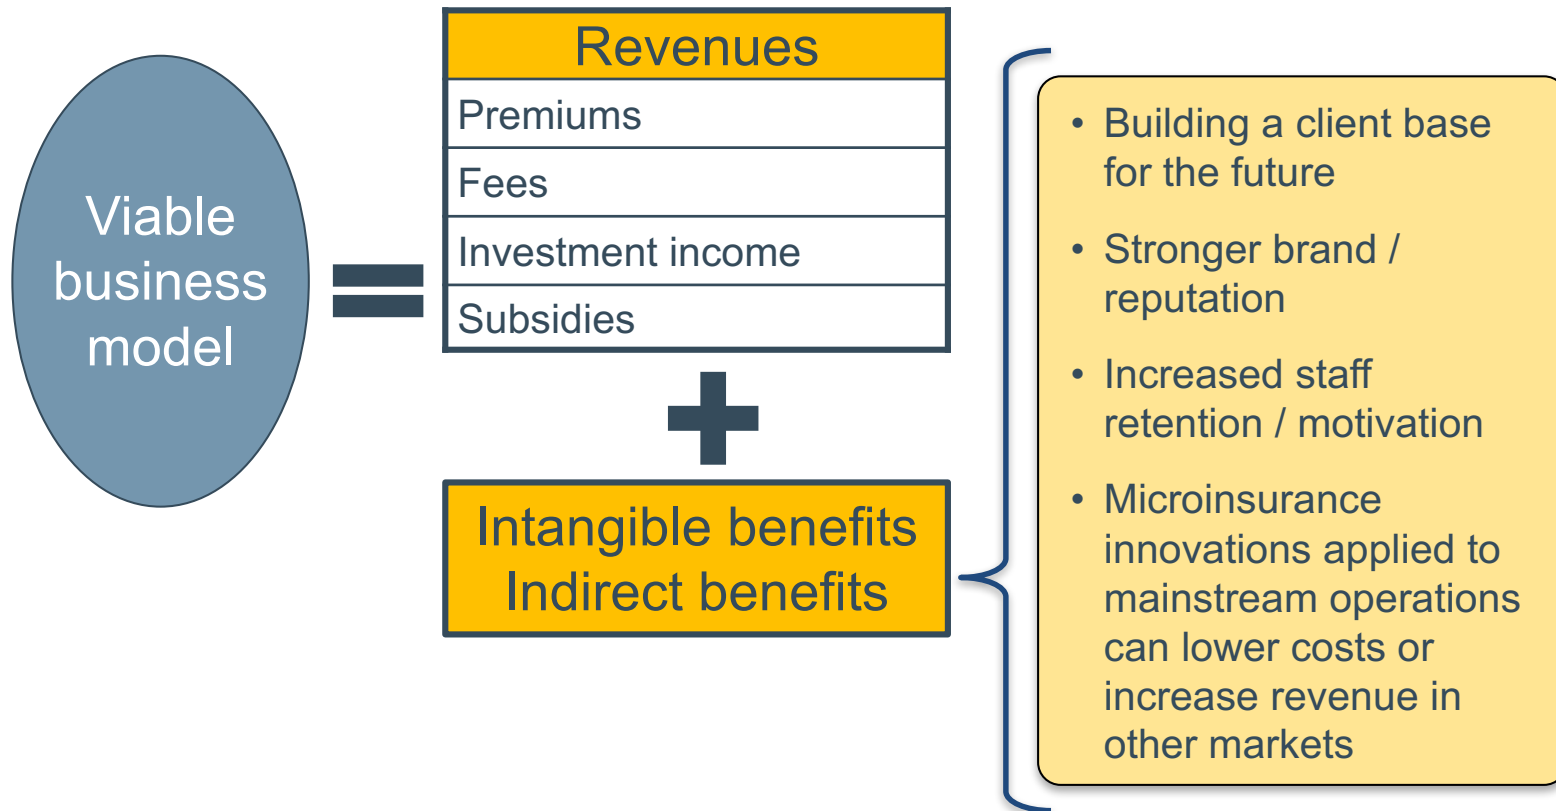 Viable
business
model
Revenues
Premiums
Fees
Investment income
Subsidies
Intangible benefits
Indirect benefits
• Building a client base
for the future
• Stronger brand /
reputation
• Increased staff
retention / motivation
• Microinsurance
innovations applied to
mainstream operations
can lower costs or
increase revenue in
other markets